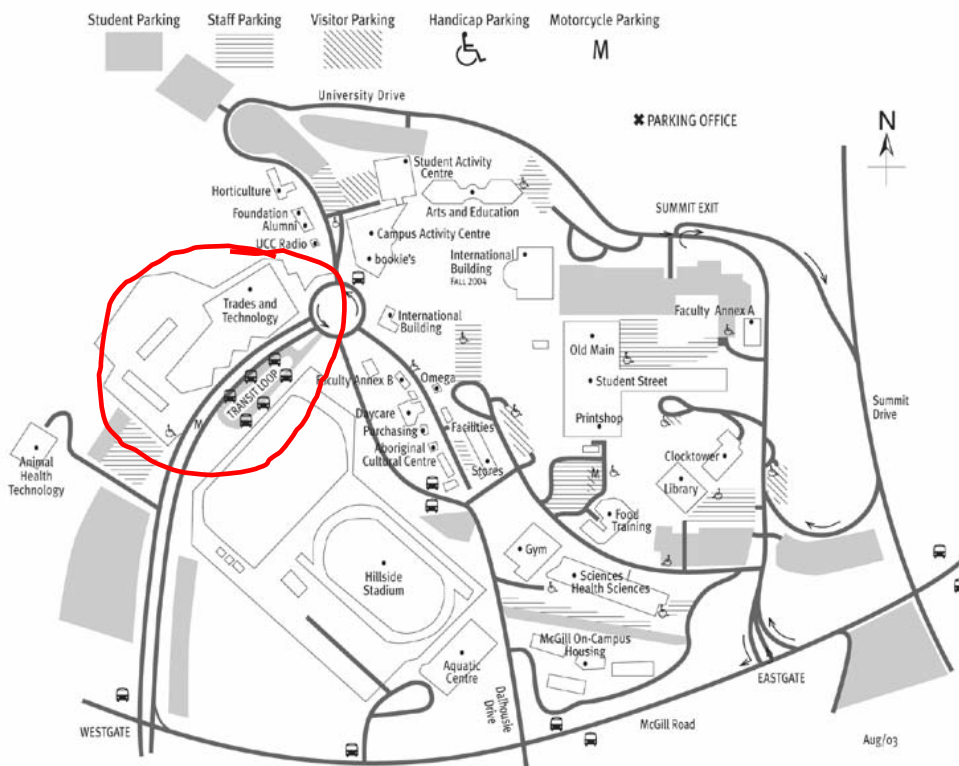 Student Parking
Staff Parking
Visitor Parking
Handicap Parking
Motorcycle Parking
M
University Drive
✖ PARKING OFFICE
N
Student Activity
Centre
Horticulture
Arts and Education
Foundation
Alumni
SUMMIT EXIT
UCC Radio
Campus Activity Centre
bookie's
International
Building
FALL 2004
Trades and
Technology
International
Building
Faculty Annex A
Old Main
TRANSIT LOOP
Faculty Annex B
Omega
Student Street
Summit
Drive
Daycare
Purchasing
Facilities
Printshop
M
Aboriginal
Cultural Centre
Stores
Clocktower
Animal
Health
Technology
M
Library
Food
Training
Gym
Hillside
Stadium
Sciences /
Health Sciences
McGill On-Campus
Housing
Aquatic
Centre
EASTGATE
Dalhousie
Drive
McGill Road
WESTGATE
Aug/03